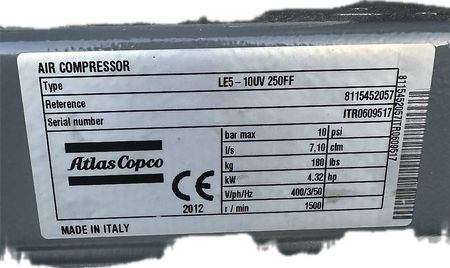 AIR COMPRESSOR
Type LE5-10UV 250FF
Reference 8115452057
Serial number ITR0609517
bar max 10 psi
l/s 7,10 cfm
kg 180 lbs
kW 4.32 hp
V/ph/Hz 400/3/50
r / min 1500
Atlas Copco
CE
2012
MADE IN ITALY
8115452057ITR0609517